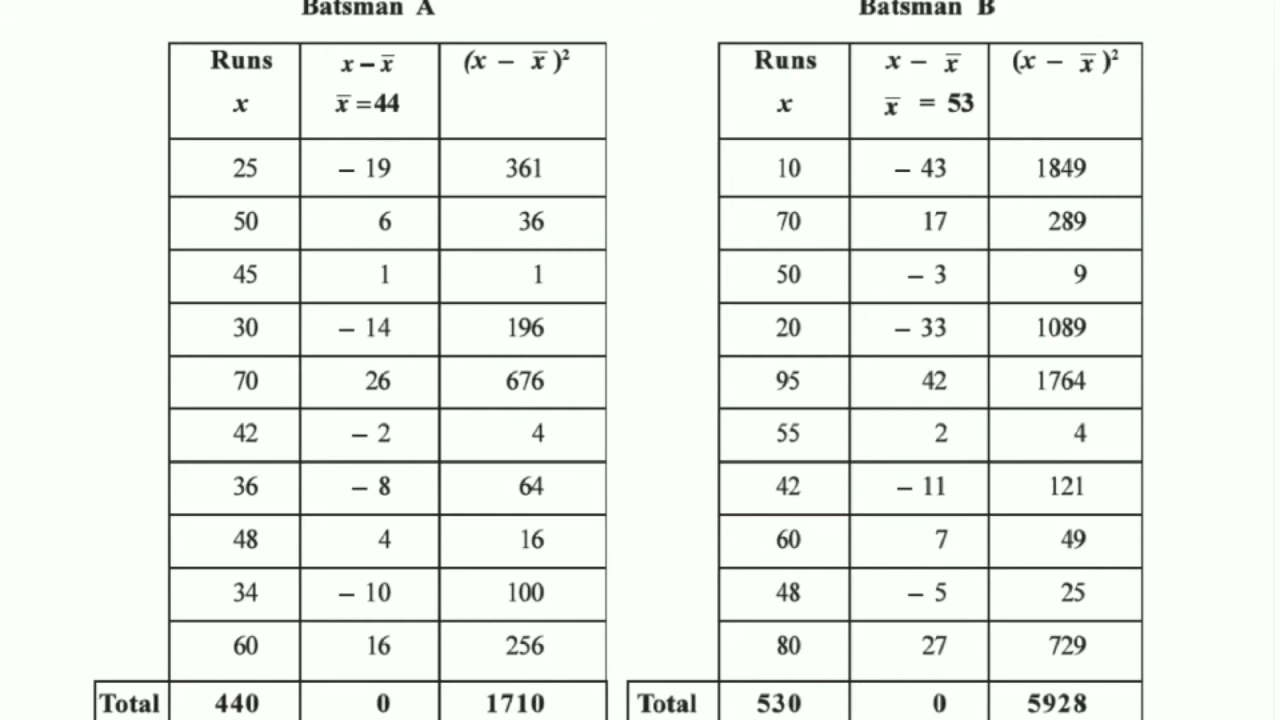 Batsman A
Runs x | x – x̄ x̄ = 44 | (x – x̄ )²
25 | – 19 | 361
50 | 6 | 36
45 | 1 | 1
30 | – 14 | 196
70 | 26 | 676
42 | – 2 | 4
36 | – 8 | 64
48 | 4 | 16
34 | – 10 | 100
60 | 16 | 256
Total | 440 | 0 | 1710
Batsman B
Runs x | x – x̄ x̄ = 53 | (x – x̄ )²
10 | – 43 | 1849
70 | 17 | 289
50 | – 3 | 9
20 | – 33 | 1089
95 | 42 | 1764
55 | 2 | 4
42 | – 11 | 121
60 | 7 | 49
48 | – 5 | 25
80 | 27 | 729
Total | 530 | 0 | 5928